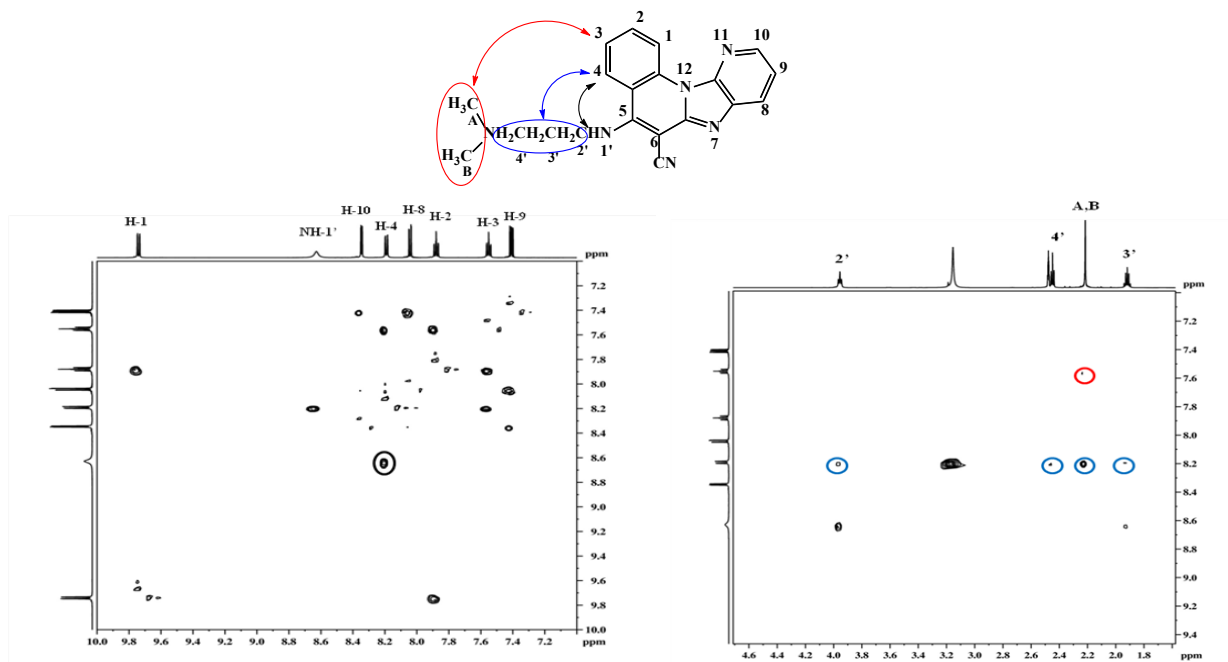 2
3
1
11
N
10
4
12
N
9
H₃C
A
5
8
NH₂CH₂CH₂C
HN
6
N
7
4'
3'
2'
1'
H₃C
B
CN
H-1
NH-1'
H-10
H-4
H-8
H-2
H-3
H-9
ppm
7.2
7.4
7.6
7.8
8.0
8.2
8.4
8.6
8.8
9.0
9.2
9.4
9.6
9.8
10.0
10.0 9.8 9.6 9.4 9.2 9.0 8.8 8.6 8.4 8.2 8.0 7.8 7.6 7.4 7.2
ppm
ppm
2’
4’
A,B
3’
ppm
7.2
7.4
7.6
7.8
8.0
8.2
8.4
8.6
8.8
9.0
9.2
9.4
4.6 4.4 4.2 4.0 3.8 3.6 3.4 3.2 3.0 2.8 2.6 2.4 2.2 2.0 1.8
ppm